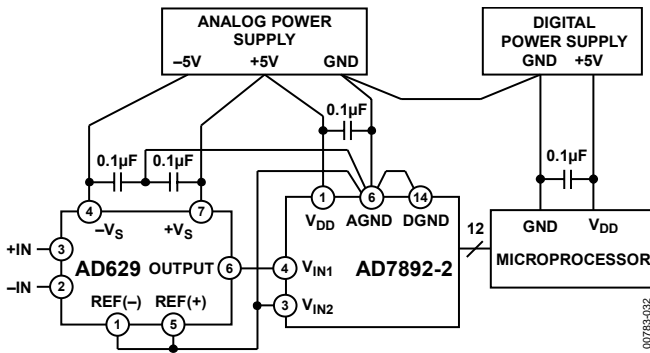 ANALOG POWER
SUPPLY
–5V +5V GND
DIGITAL
POWER SUPPLY
GND +5V
0.1µF
0.1µF 0.1µF
0.1µF
4 7
–VS +VS
1 6 14
VDD AGND DGND
GND VDD
MICROPROCESSOR
12
+IN 3
–IN 2
AD629 OUTPUT 6
4 VIN1
AD7892-2
3 VIN2
REF(–) REF(+)
1 5
00783-032